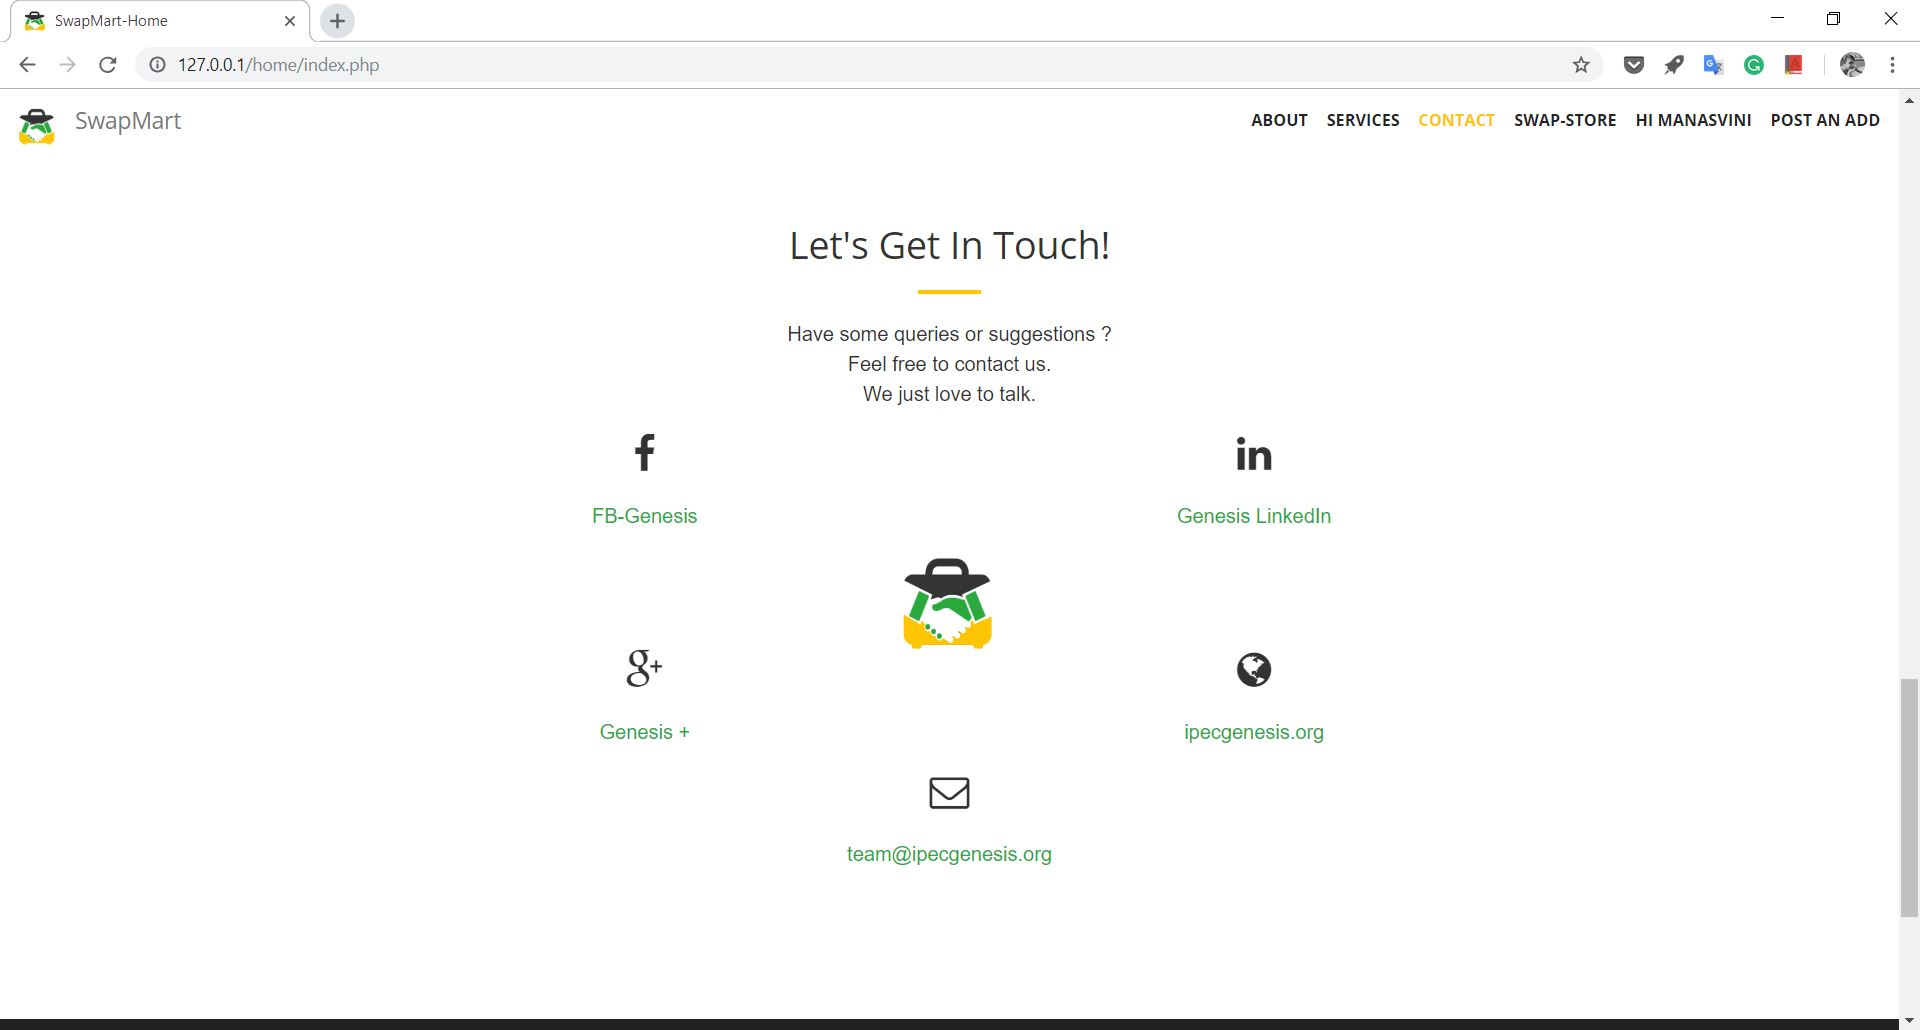 SwapMart-Home
127.0.0.1/home/index.php
SwapMart
ABOUT SERVICES CONTACT SWAP-STORE HI MANASVINI POST AN ADD
Let's Get In Touch!
Have some queries or suggestions ?
Feel free to contact us.
We just love to talk.
FB-Genesis
Genesis LinkedIn
Genesis +
ipecgenesis.org
team@ipecgenesis.org